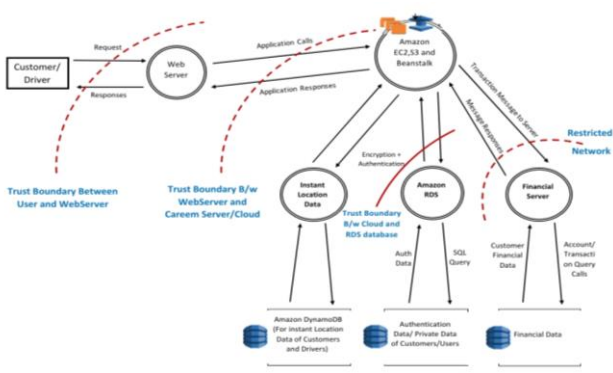 Request
Customer/
Driver
Responses
Web
Server
Application Calls
Application Responses
Amazon
EC2,S3 and
Beanstalk
Transaction Message to Server
Message Responses
Restricted
Network
Trust Boundary Between
User and WebServer
Trust Boundary B/w
WebServer and
Careem Server/Cloud
Encryption +
Authentication
Instant
Location
Data
Trust Boundary
B/w Cloud and
RDS database
Amazon
RDS
Financial
Server
Auth
Data
SQL
Query
Customer
Financial
Data
Account/
Transacti
on Query
Calls
Amazon DynamoDB
(For instant Location
Data of Customers
and Drivers)
Authentication
Data/ Private Data
of Customers/Users
Financial Data